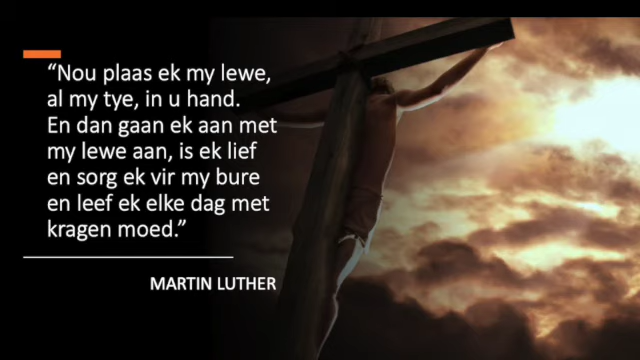 “Nou plaas ek my lewe,
al my tye, in u hand.
En dan gaan ek aan met
my lewe aan, is ek lief
en sorg ek vir my bure
en leef ek elke dag met
kragen moed.”
MARTIN LUTHER